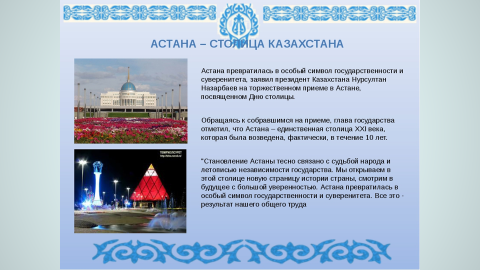 АСТАНА – СТОЛИЦА КАЗАХСТАНА
Астана превратилась в особый символ государственности и
суверенитета, заявил президент Казахстана Нурсултан
Назарбаев на торжественном приеме в Астане,
посвященном Дню столицы.
Обращаясь к собравшимся на приеме, глава государства
отметил, что Астана – единственная столица XXI века,
которая была возведена, фактически, в течение 10 лет.
"Становление Астаны тесно связано с судьбой народа и
летописью независимости государства. Мы открываем в
этой столице новую страницу истории страны, смотрим в
будущее с большой уверенностью. Астана превратилась в
особый символ государственности и суверенитета. Все это -
результат нашего общего труда